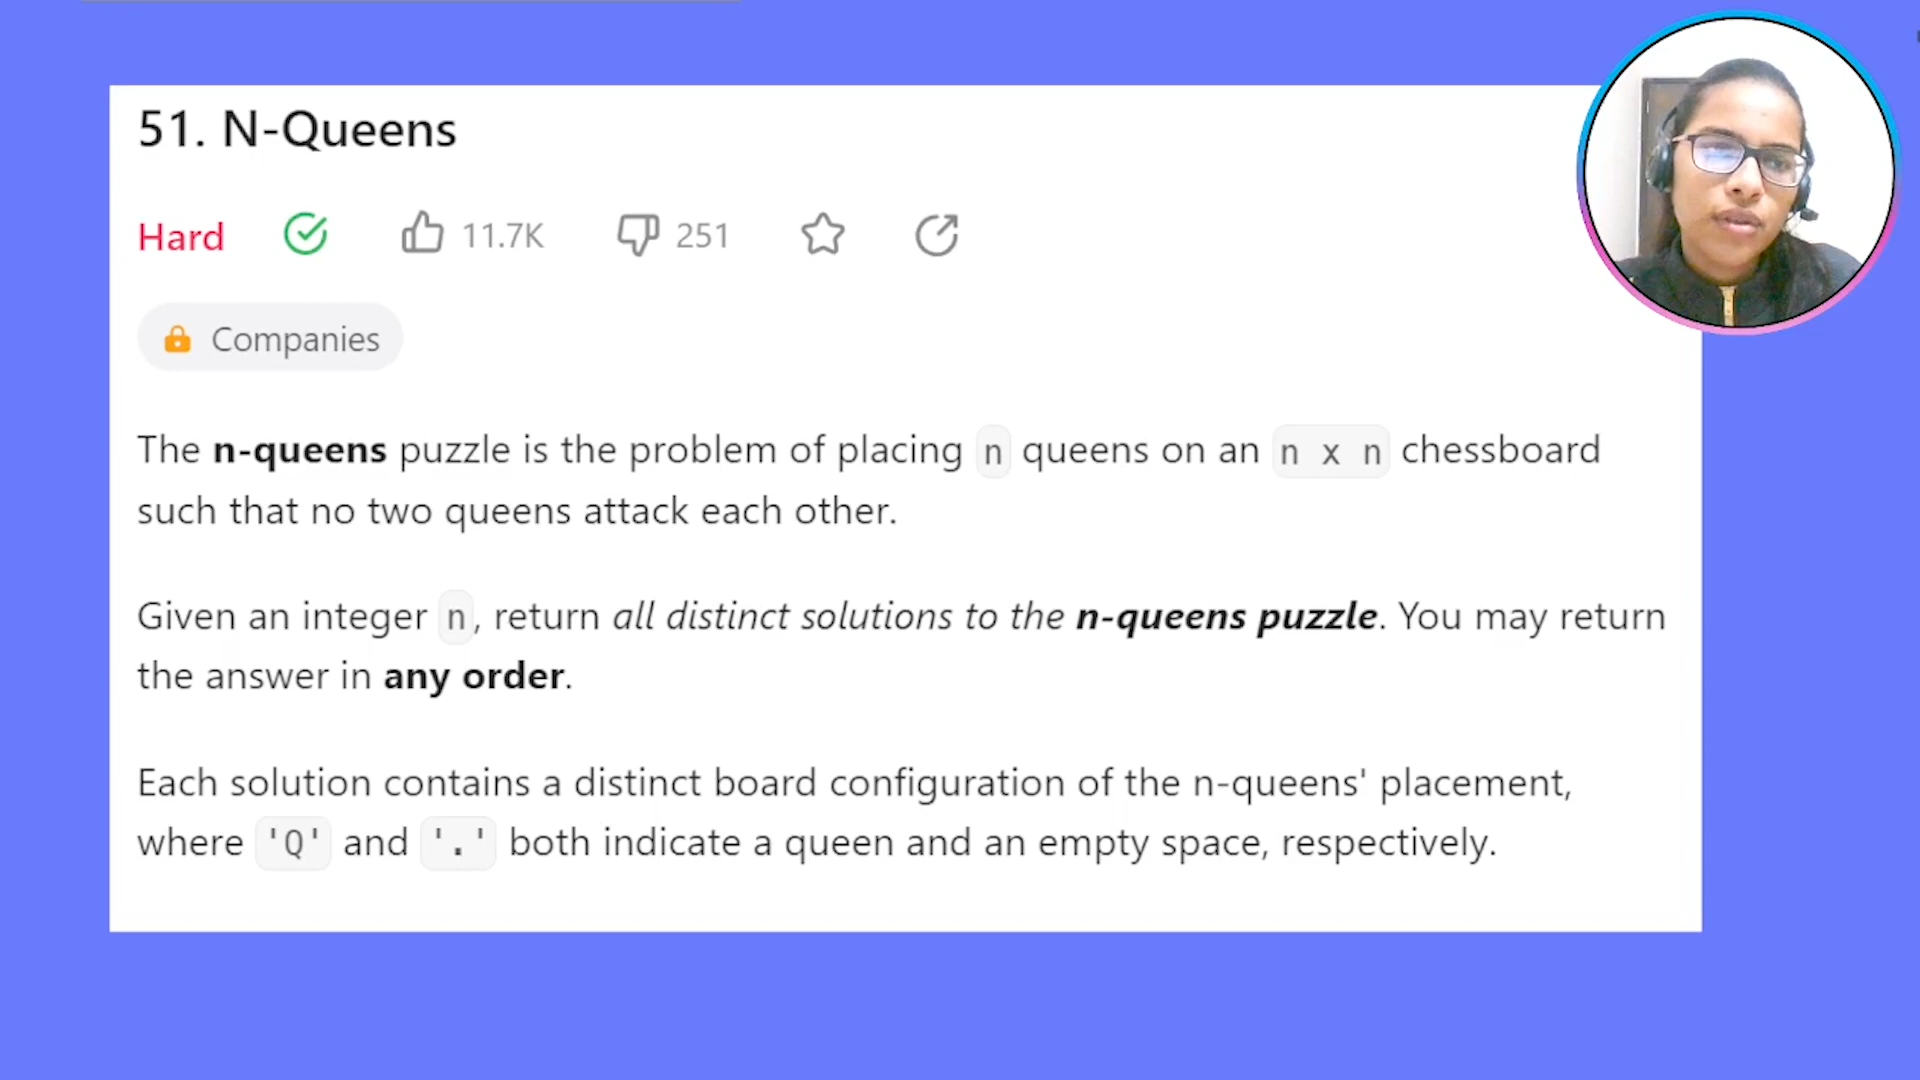 51. N-Queens
Hard 11.7K 251
Companies
The n-queens puzzle is the problem of placing n queens on an n x n chessboard
such that no two queens attack each other.
Given an integer n, return all distinct solutions to the n-queens puzzle. You may return
the answer in any order.
Each solution contains a distinct board configuration of the n-queens' placement,
where 'Q' and '.' both indicate a queen and an empty space, respectively.